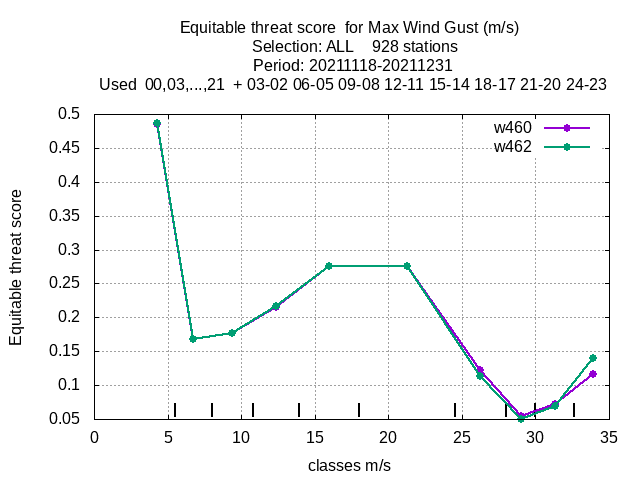 Equitable threat score  for Max Wind Gust (m/s)
Selection: ALL    928 stations
Period: 20211118-20211231
Used  00,03,...,21  + 03-02 06-05 09-08 12-11 15-14 18-17 21-20 24-23
w460
w462
0.5
0.45
0.4
0.35
0.3
0.25
0.2
0.15
0.1
0.05
Equitable threat score
0 5 10 15 20 25 30 35
classes m/s